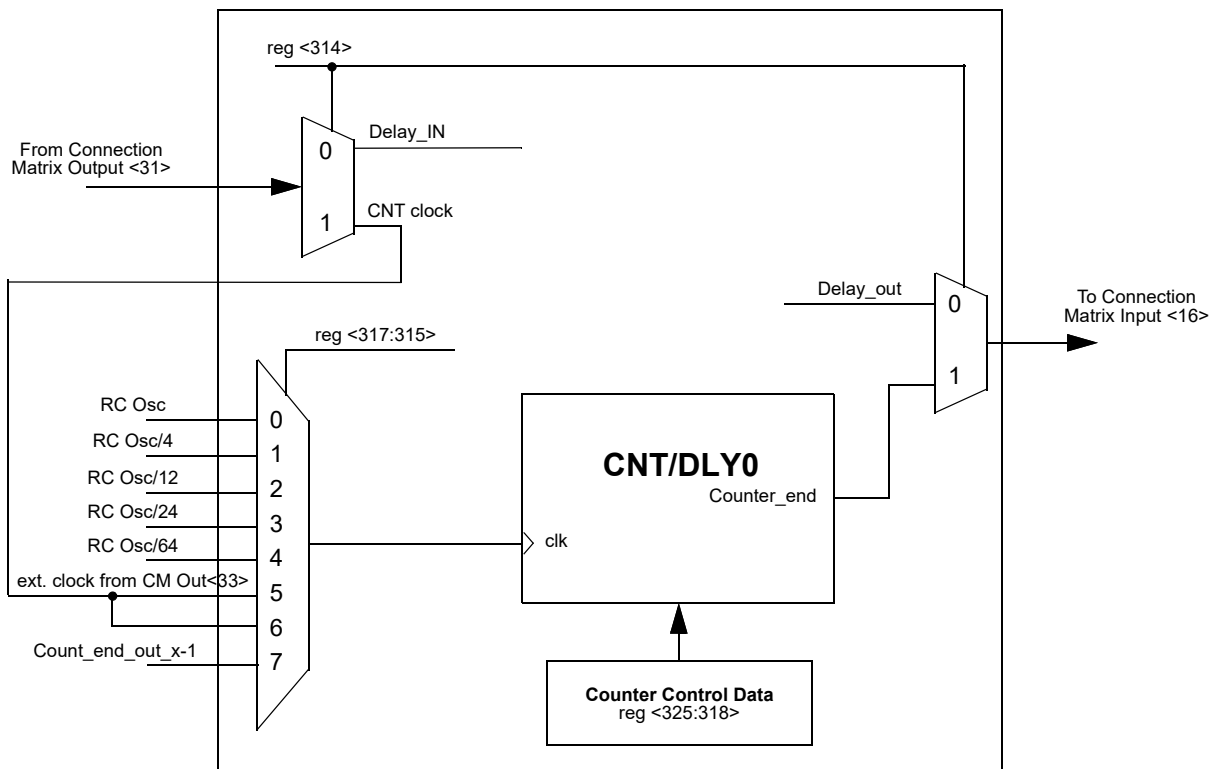 reg <314>
Delay_IN
From Connection
Matrix Output <31>
0
1
CNT clock
Delay_out
0
1
To Connection
Matrix Input <16>
reg <317:315>
RC Osc
0
RC Osc/4
1
RC Osc/12
2
RC Osc/24
3
RC Osc/64
4
ext. clock from CM Out<33>
5
6
Count_end_out_x-1
7
CNT/DLY0
Counter_end
clk
Counter Control Data
reg <325:318>